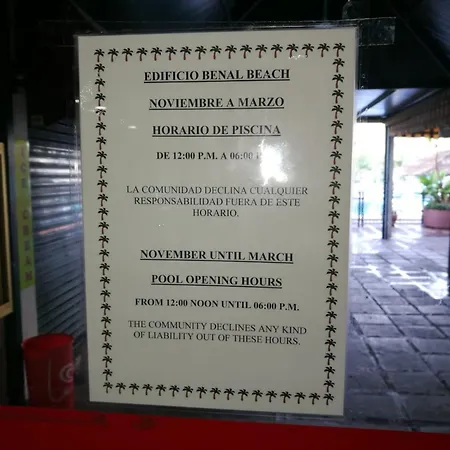 EDIFICIO BENAL BEACH
NOVIEMBRE A MARZO
HORARIO DE PISCINA
DE 12:00 P.M. A 06:00
LA COMUNIDAD DECLINA CUALQUIER
RESPONSABILIDAD FUERA DE ESTE
HORARIO.
NOVEMBER UNTIL MARCH
POOL OPENING HOURS
FROM 12:00 NOON UNTIL 06:00 P.M.
THE COMMUNITY DECLINES ANY KIND
OF LIABILITY OUT OF THESE HOURS.
ICE CREAM